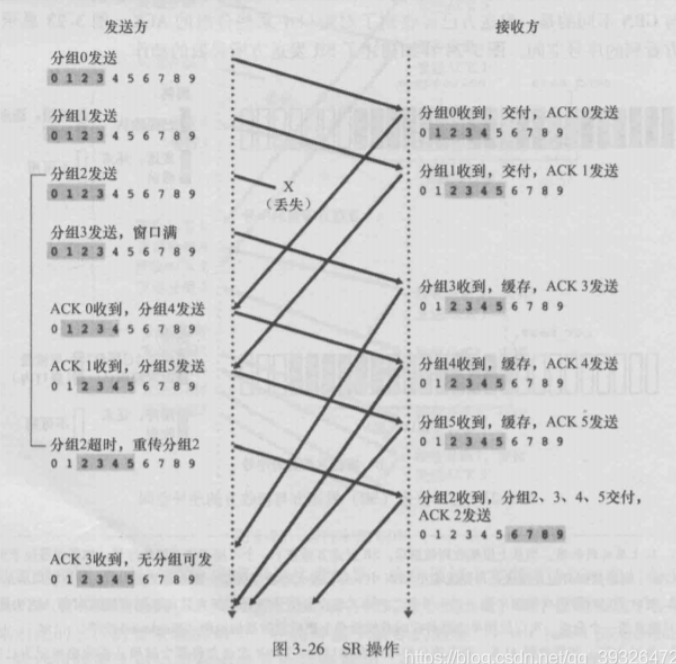 发送方
接收方
分组0发送
0 1 2 3 4 5 6 7 8 9
分组0收到，交付，ACK 0发送
0 1 2 3 4 5 6 7 8 9
分组1发送
0 1 2 3 4 5 6 7 8 9
分组1收到，交付，ACK 1发送
0 1 2 3 4 5 6 7 8 9
分组2发送
0 1 2 3 4 5 6 7 8 9
X
（丢失）
分组3发送，窗口满
0 1 2 3 4 5 6 7 8 9
分组3收到，缓存，ACK 3发送
0 1 2 3 4 5 6 7 8 9
ACK 0收到，分组4发送
0 1 2 3 4 5 6 7 8 9
分组4收到，缓存，ACK 4发送
0 1 2 3 4 5 6 7 8 9
ACK 1收到，分组5发送
0 1 2 3 4 5 6 7 8 9
分组5收到，缓存，ACK 5发送
0 1 2 3 4 5 6 7 8 9
分组2超时，重传分组2
0 1 2 3 4 5 6 7 8 9
分组2收到，分组2、3、4、5交付，
ACK 2发送
0 1 2 3 4 5 6 7 8 9
ACK 3收到，无分组可发
0 1 2 3 4 5 6 7 8 9
图 3-26 SR 操作
https://blog.csdn.net/qq_39326472